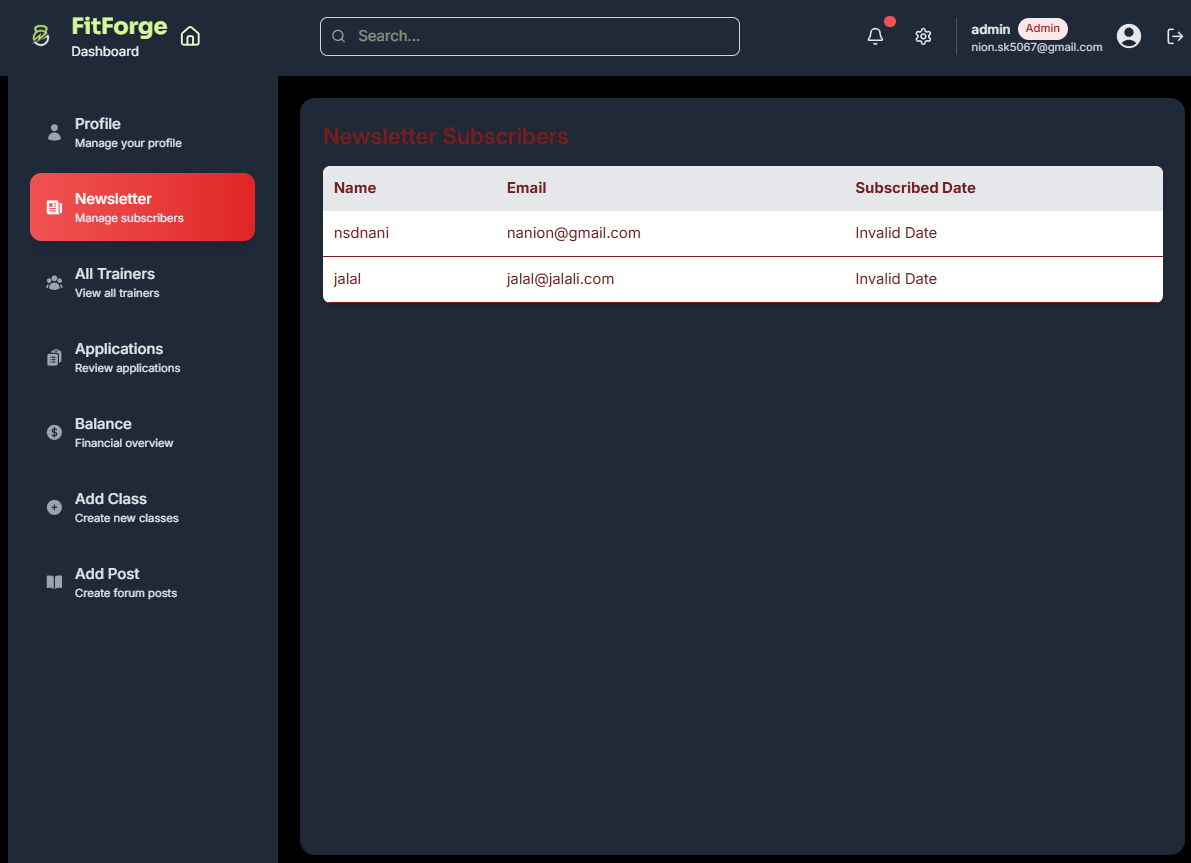 FitForge
Dashboard
Search...
admin Admin
nion.sk5067@gmail.com
Profile
Manage your profile
Newsletter
Manage subscribers
All Trainers
View all trainers
Applications
Review applications
Balance
Financial overview
Add Class
Create new classes
Add Post
Create forum posts
Newsletter Subscribers
Name Email Subscribed Date
nsdnani nanion@gmail.com Invalid Date
jalal jalal@jalali.com Invalid Date